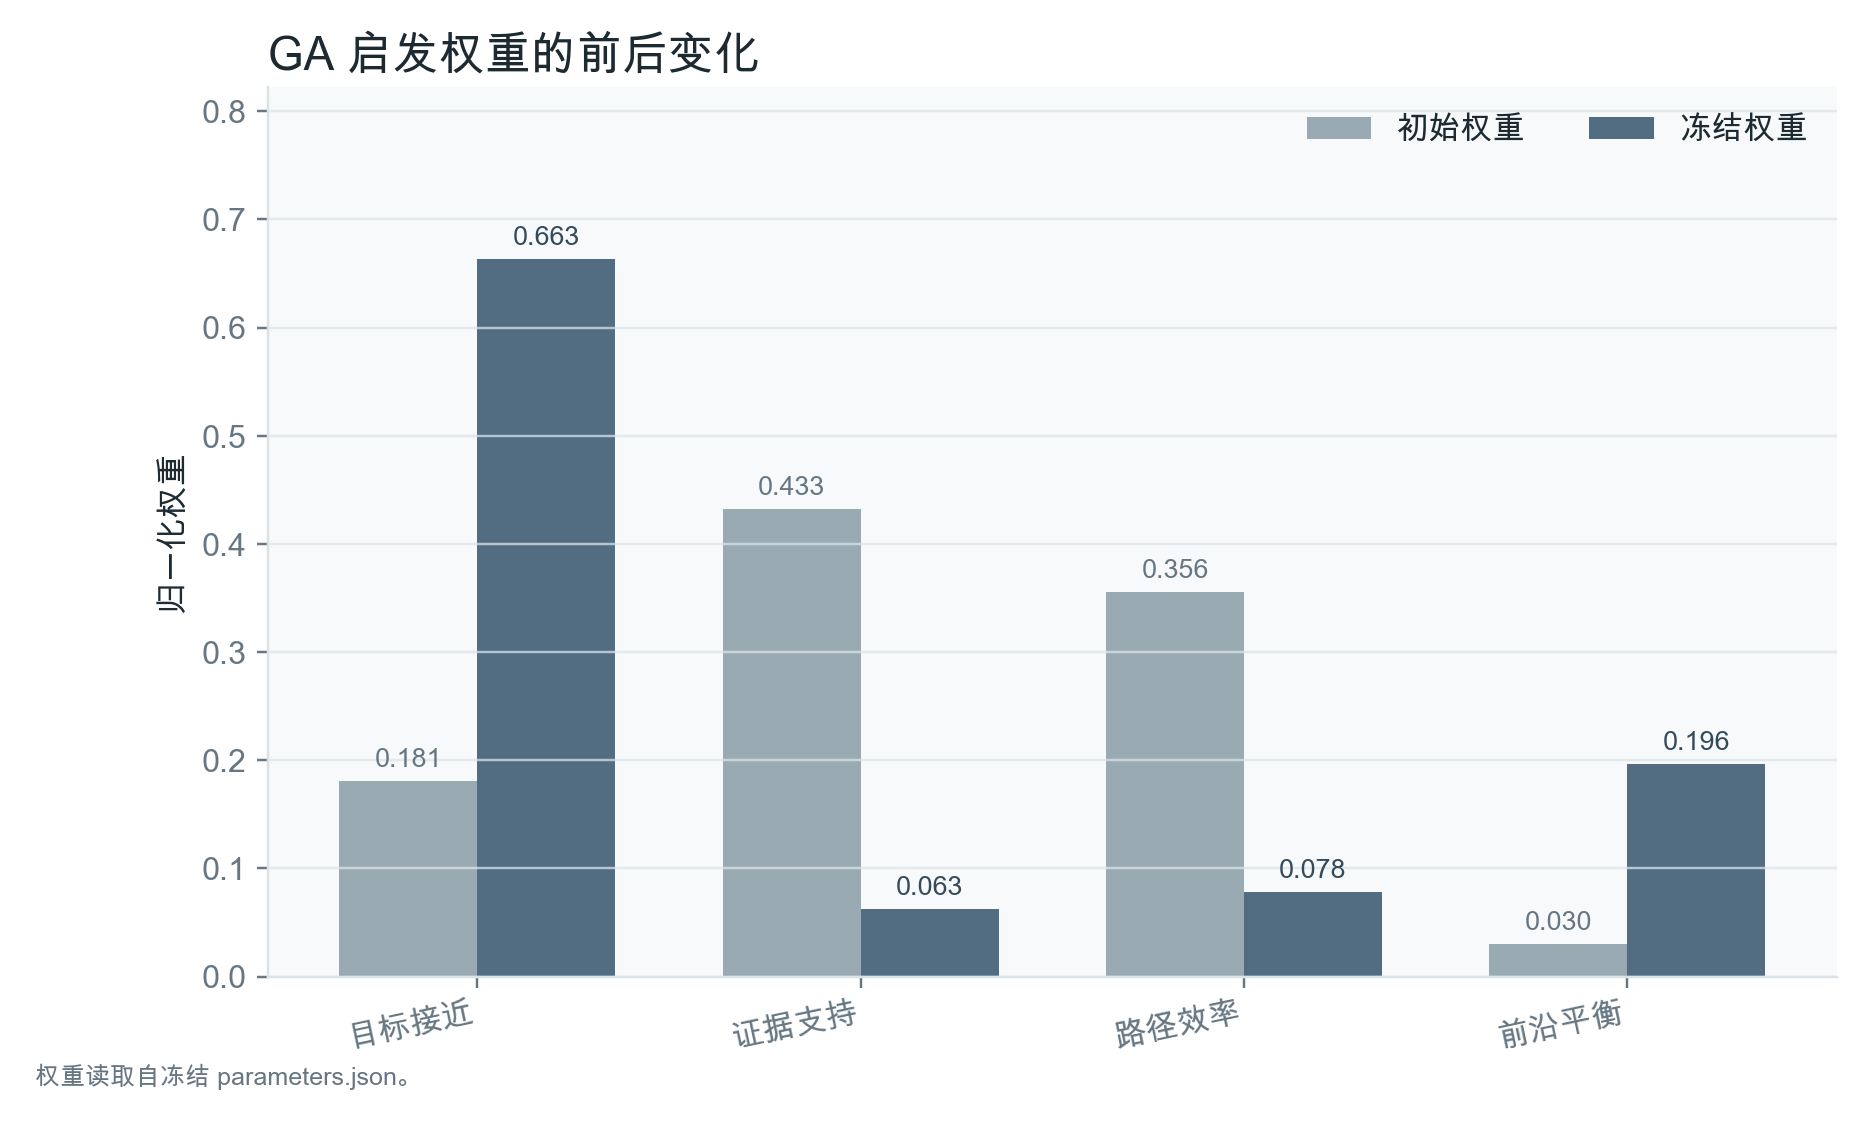 GA 启发权重的前后变化
初始权重 冻结权重
归一化权重
0.8
0.7
0.6
0.5
0.4
0.3
0.2
0.1
0.0
0.181
0.663
0.433
0.063
0.356
0.078
0.030
0.196
目标接近
证据支持
路径效率
前沿平衡
权重读取自冻结 parameters.json。